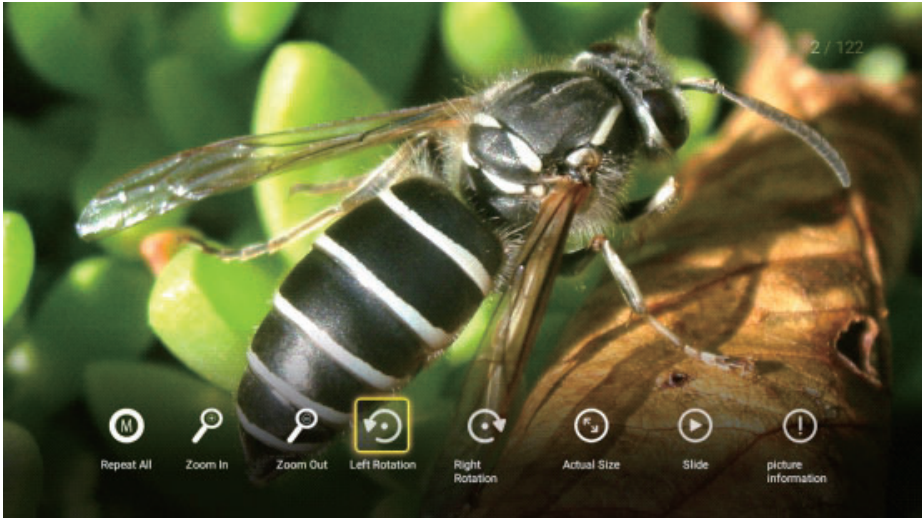 2 / 122
M
Repeat All
Zoom In
Zoom Out
Left Rotation
Right
Rotation
Actual Size
Slide
picture
information